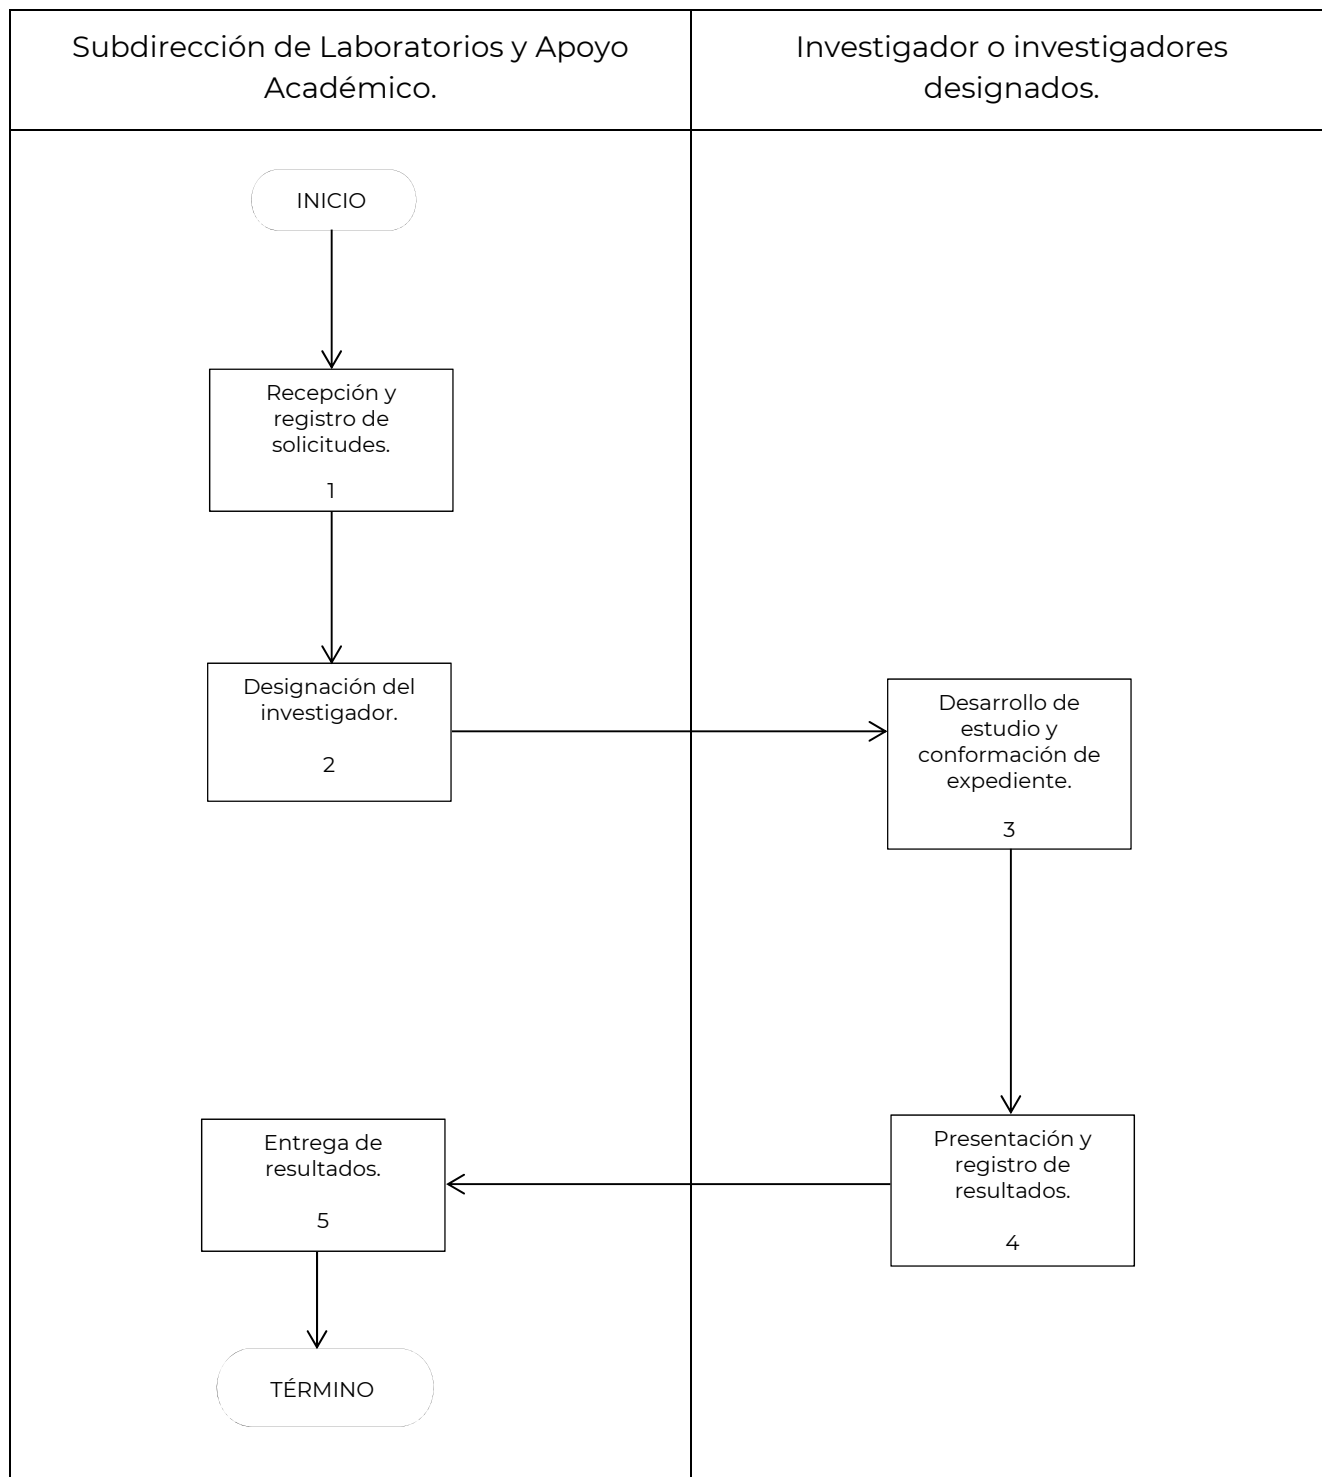 Subdirección de Laboratorios y Apoyo
Académico.
Investigador o investigadores
designados.
INICIO
Recepción y
registro de
solicitudes.
1
Designación del
investigador.
2
Desarrollo de
estudio y
conformación de
expediente.
3
Presentación y
registro de
resultados.
4
Entrega de
resultados.
5
TÉRMINO